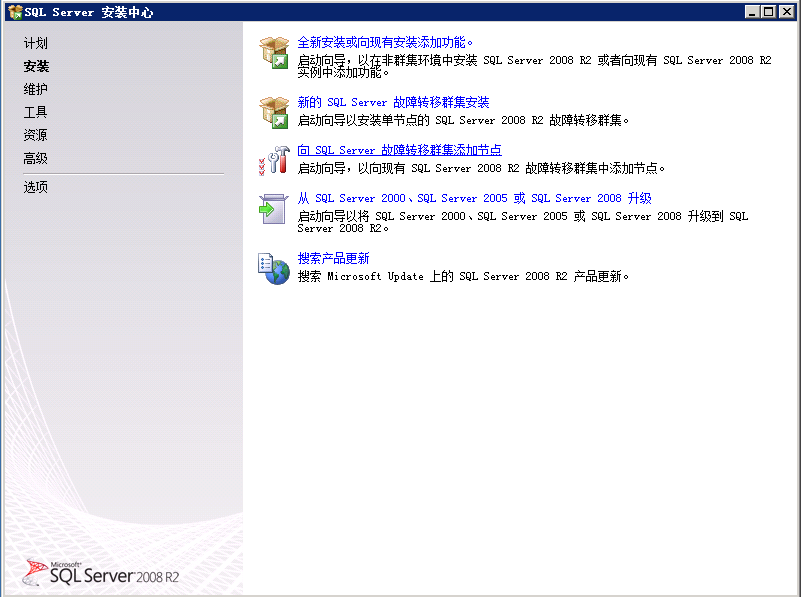 SQL Server 安装中心
计划
安装
维护
工具
资源
高级
选项
全新安装或向现有安装添加功能。
启动向导，以在非群集环境中安装 SQL Server 2008 R2 或者向现有 SQL Server 2008 R2
实例中添加功能。
新的 SQL Server 故障转移群集安装
启动向导以安装单节点的 SQL Server 2008 R2 故障转移群集。
向 SQL Server 故障转移群集添加节点
启动向导，以向现有 SQL Server 2008 R2 故障转移群集中添加节点。
从 SQL Server 2000、SQL Server 2005 或 SQL Server 2008 升级
启动向导以将 SQL Server 2000、SQL Server 2005 或 SQL Server 2008 升级到 SQL
Server 2008 R2。
搜索产品更新
搜索 Microsoft Update 上的 SQL Server 2008 R2 产品更新。
Microsoft®
SQL Server 2008 R2